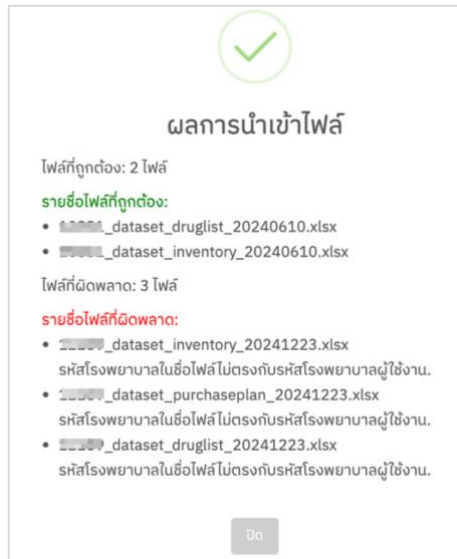 ผลการนำเข้าไฟล์
ไฟล์ที่ถูกต้อง: 2 ไฟล์
รายชื่อไฟล์ที่ถูกต้อง:
• _dataset_druglist_20240610.xlsx
• _dataset_inventory_20240610.xlsx
ไฟล์ที่ผิดพลาด: 3 ไฟล์
รายชื่อไฟล์ที่ผิดพลาด:
• _dataset_inventory_20241223.xlsx
รหัสโรงพยาบาลในชื่อไฟล์ไม่ตรงกับรหัสโรงพยาบาลผู้ใช้งาน.
• _dataset_purchaseplan_20241223.xlsx
รหัสโรงพยาบาลในชื่อไฟล์ไม่ตรงกับรหัสโรงพยาบาลผู้ใช้งาน.
• _dataset_druglist_20241223.xlsx
รหัสโรงพยาบาลในชื่อไฟล์ไม่ตรงกับรหัสโรงพยาบาลผู้ใช้งาน.
ปิด